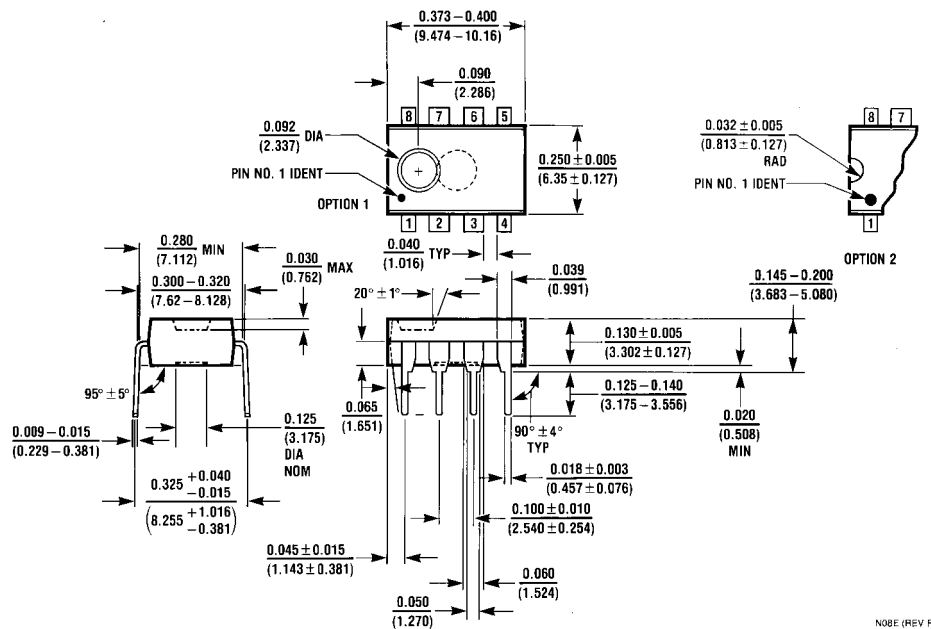 0.373–0.400
(9.474–10.16)
0.090
(2.286)
8 7 6 5
0.092 DIA
(2.337)
PIN NO. 1 IDENT
OPTION 1
+
0.250 ± 0.005
(6.35 ± 0.127)
1 2 3 4
0.032 ± 0.005
(0.813 ± 0.127)
RAD
8 7
PIN NO. 1 IDENT
1
OPTION 2
0.280 MIN
(7.112)
0.030 MAX
(0.762)
0.300–0.320
(7.62–8.128)
0.040 TYP
(1.016)
0.039
(0.991)
20° ± 1°
0.145–0.200
(3.683–5.080)
0.130 ± 0.005
(3.302 ± 0.127)
95° ± 5°
0.065
(1.651)
0.125–0.140
(3.175–3.556)
90° ± 4°
TYP
0.020
(0.508)
MIN
0.009–0.015
(0.229–0.381)
0.125
(3.175)
DIA
NOM
0.018 ± 0.003
(0.457 ± 0.076)
0.325 +0.040
−0.015
(8.255 +1.016
−0.381)
0.100 ± 0.010
(2.540 ± 0.254)
0.045 ± 0.015
(1.143 ± 0.381)
0.060
(1.524)
0.050
(1.270)
N08E (REV F